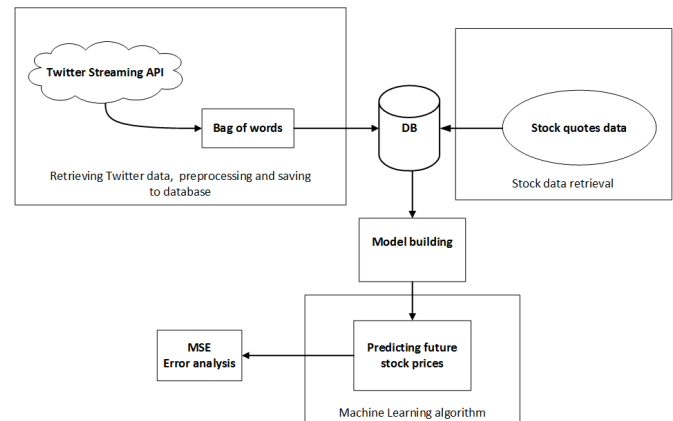 Twitter Streaming API
Bag of words
Retrieving Twitter data, preprocessing and saving
to database
DB
Stock quotes data
Stock data retrieval
Model building
Predicting future
stock prices
Machine Learning algorithm
MSE
Error analysis